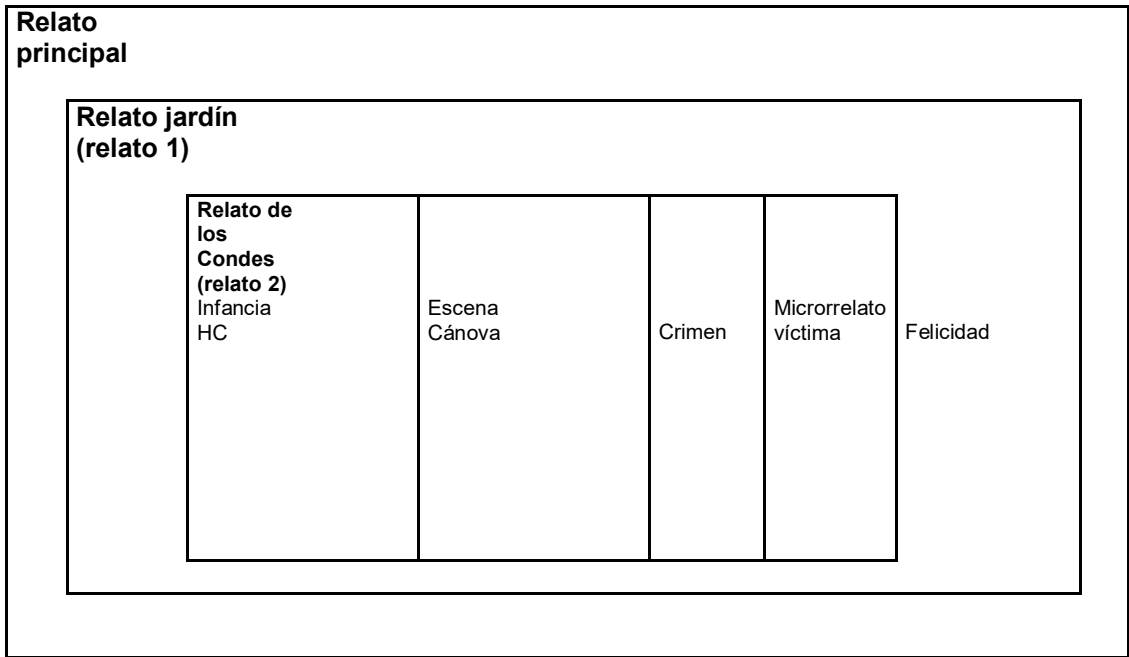 Relato
principal
Relato jardín
(relato 1)
Relato de
los
Condes
(relato 2)
Infancia
HC
Escena
Cánova
Crimen
Microrrelato
víctima
Felicidad